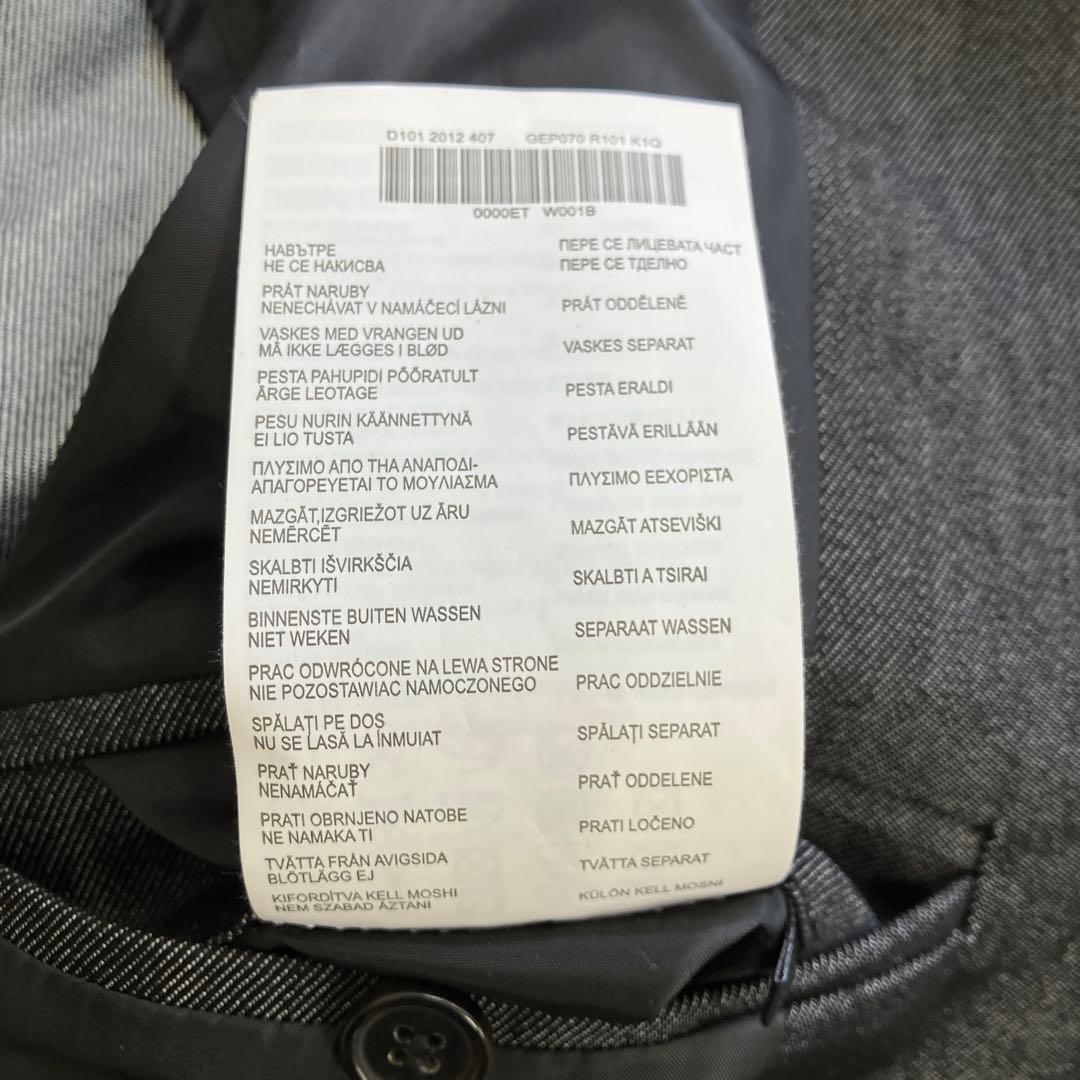 D101 2012 407 GEP070 R101 K1Q
0000ET W001B
НАВЪТРЕ
НЕ СЕ НАКИСВА
ПЕРЕ СЕ ЛИЦЕВАТА ЧАСТ
ПЕРЕ СЕ ТДЕЛНО
PRÁT NARUBY
NENECHÁVAT V NAMÁČECÍ LÁZNI
PRÁT ODDĚLENĚ
VASKES MED VRANGEN UD
MÅ IKKE LÆGGES I BLØD
VASKES SEPARAT
PESTA PAHUPIDI PÕÕRATULT
ÄRGE LEOTAGE
PESTA ERALDI
PESU NURIN KÄÄNNETTYNÄ
EI LIO TUSTA
PESTÄVÄ ERILLÄÄN
ΠΛΥΣΙΜΟ ΑΠΟ ΤΗΑ ΑΝΑΠΟΔΙ-
ΑΠΑΓΟΡΕΥΕΤΑΙ ΤΟ ΜΟΥΛΙΑΣΜΑ
ΠΛΥΣΙΜΟ ΕΕΧΟΡΙΣΤΑ
MAZGĀT,IZGRIEŽOT UZ ĀRU
NEMĒRCĒT
MAZGĀT ATSEVIŠKI
SKALBTI IŠVIRKŠČIA
NEMIRKYTI
SKALBTI A TSIRAI
BINNENSTE BUITEN WASSEN
NIET WEKEN
SEPARAAT WASSEN
PRAC ODWRÓCONE NA LEWA STRONE
NIE POZOSTAWIAC NAMOCZONEGO
PRAC ODDZIELNIE
SPĂLAȚI PE DOS
NU SE LASĂ LA ÎNMUIAT
SPĂLAȚI SEPARAT
PRAŤ NARUBY
NENAMÁČAŤ
PRAŤ ODDELENE
PRATI OBRNJENO NATOBE
NE NAMAKA TI
PRATI LOČENO
TVÄTTA FRÅN AVIGSIDA
BLÖTLÄGG EJ
TVÄTTA SEPARAT
KIFORDÍTVA KELL MOSHI
NEM SZABAD ÁZTANI
KÜLÖN KELL MOSNI